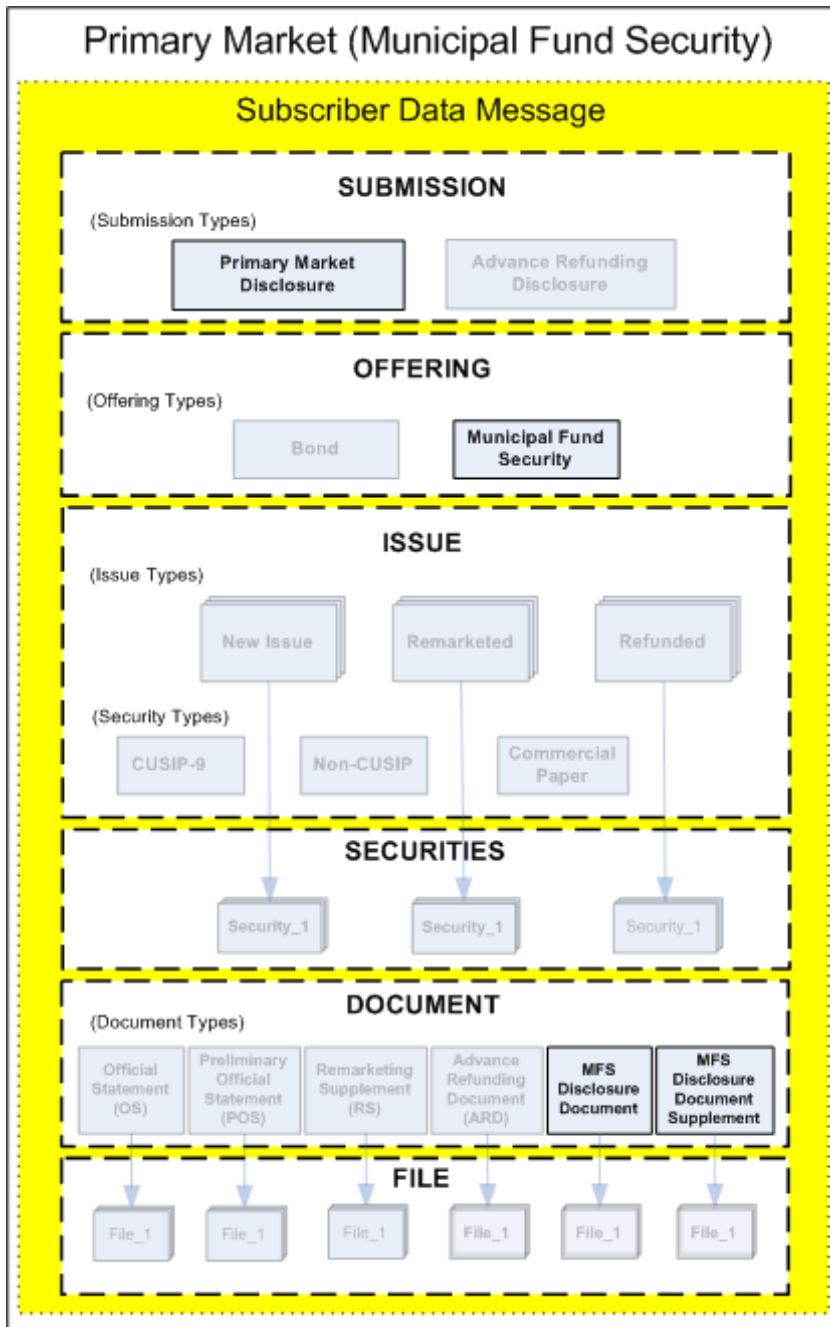 Primary Market (Municipal Fund Security)
Subscriber Data Message
SUBMISSION
(Submission Types)
Primary Market
Disclosure
Advance Refunding
Disclosure
OFFERING
(Offering Types)
Bond
Municipal Fund
Security
ISSUE
(Issue Types)
New Issue
Remarketed
Refunded
(Security Types)
CUSIP-9
Non-CUSIP
Commercial
Paper
SECURITIES
Security_1
Security_1
Security_1
DOCUMENT
(Document Types)
Official
Statement
(OS)
Preliminary
Official
Statement
(POS)
Remarketing
Supplement
(RS)
Advance
Refunding
Document
(ARD)
MFS
Disclosure
Document
MFS
Disclosure
Document
Supplement
FILE
File_1
File_1
File_1
File_1
File_1
File_1